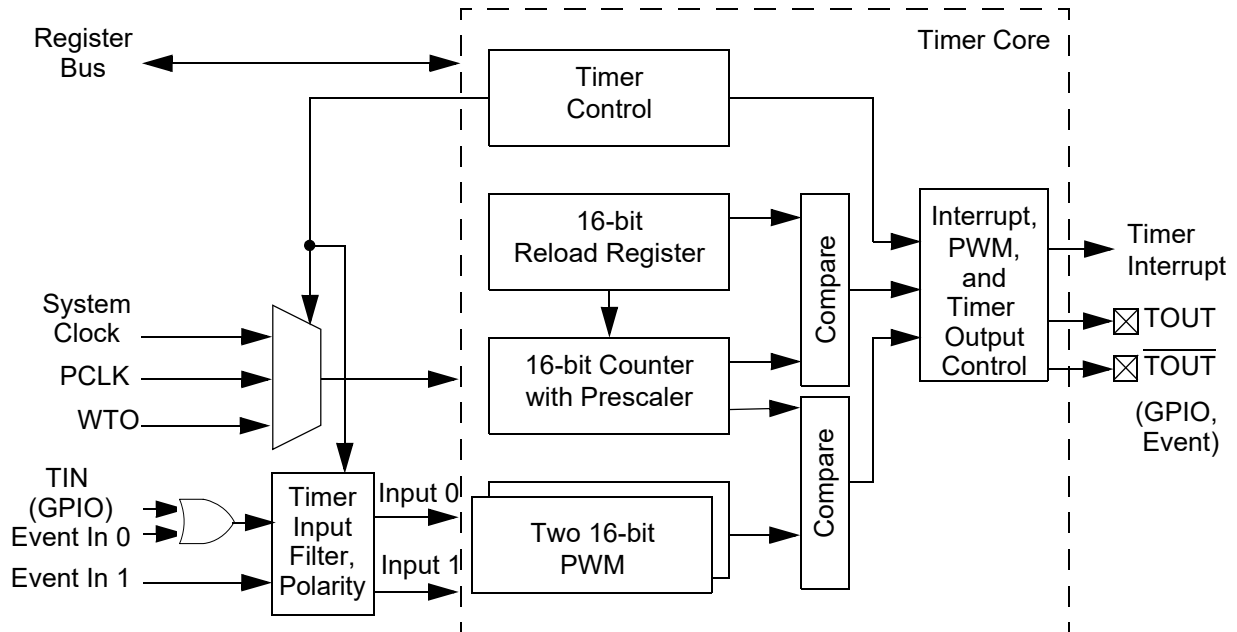 Register
Bus
Timer Core
Timer
Control
16-bit
Reload Register
Compare
Interrupt,
PWM,
and
Timer
Output
Control
Timer
Interrupt
System
Clock
PCLK
WTO
16-bit Counter
with Prescaler
TOUT
TOUT
(GPIO,
Event)
TIN
(GPIO)
Event In 0
Event In 1
Timer
Input
Filter,
Polarity
Input 0
Input 1
Two 16-bit
PWM
Compare